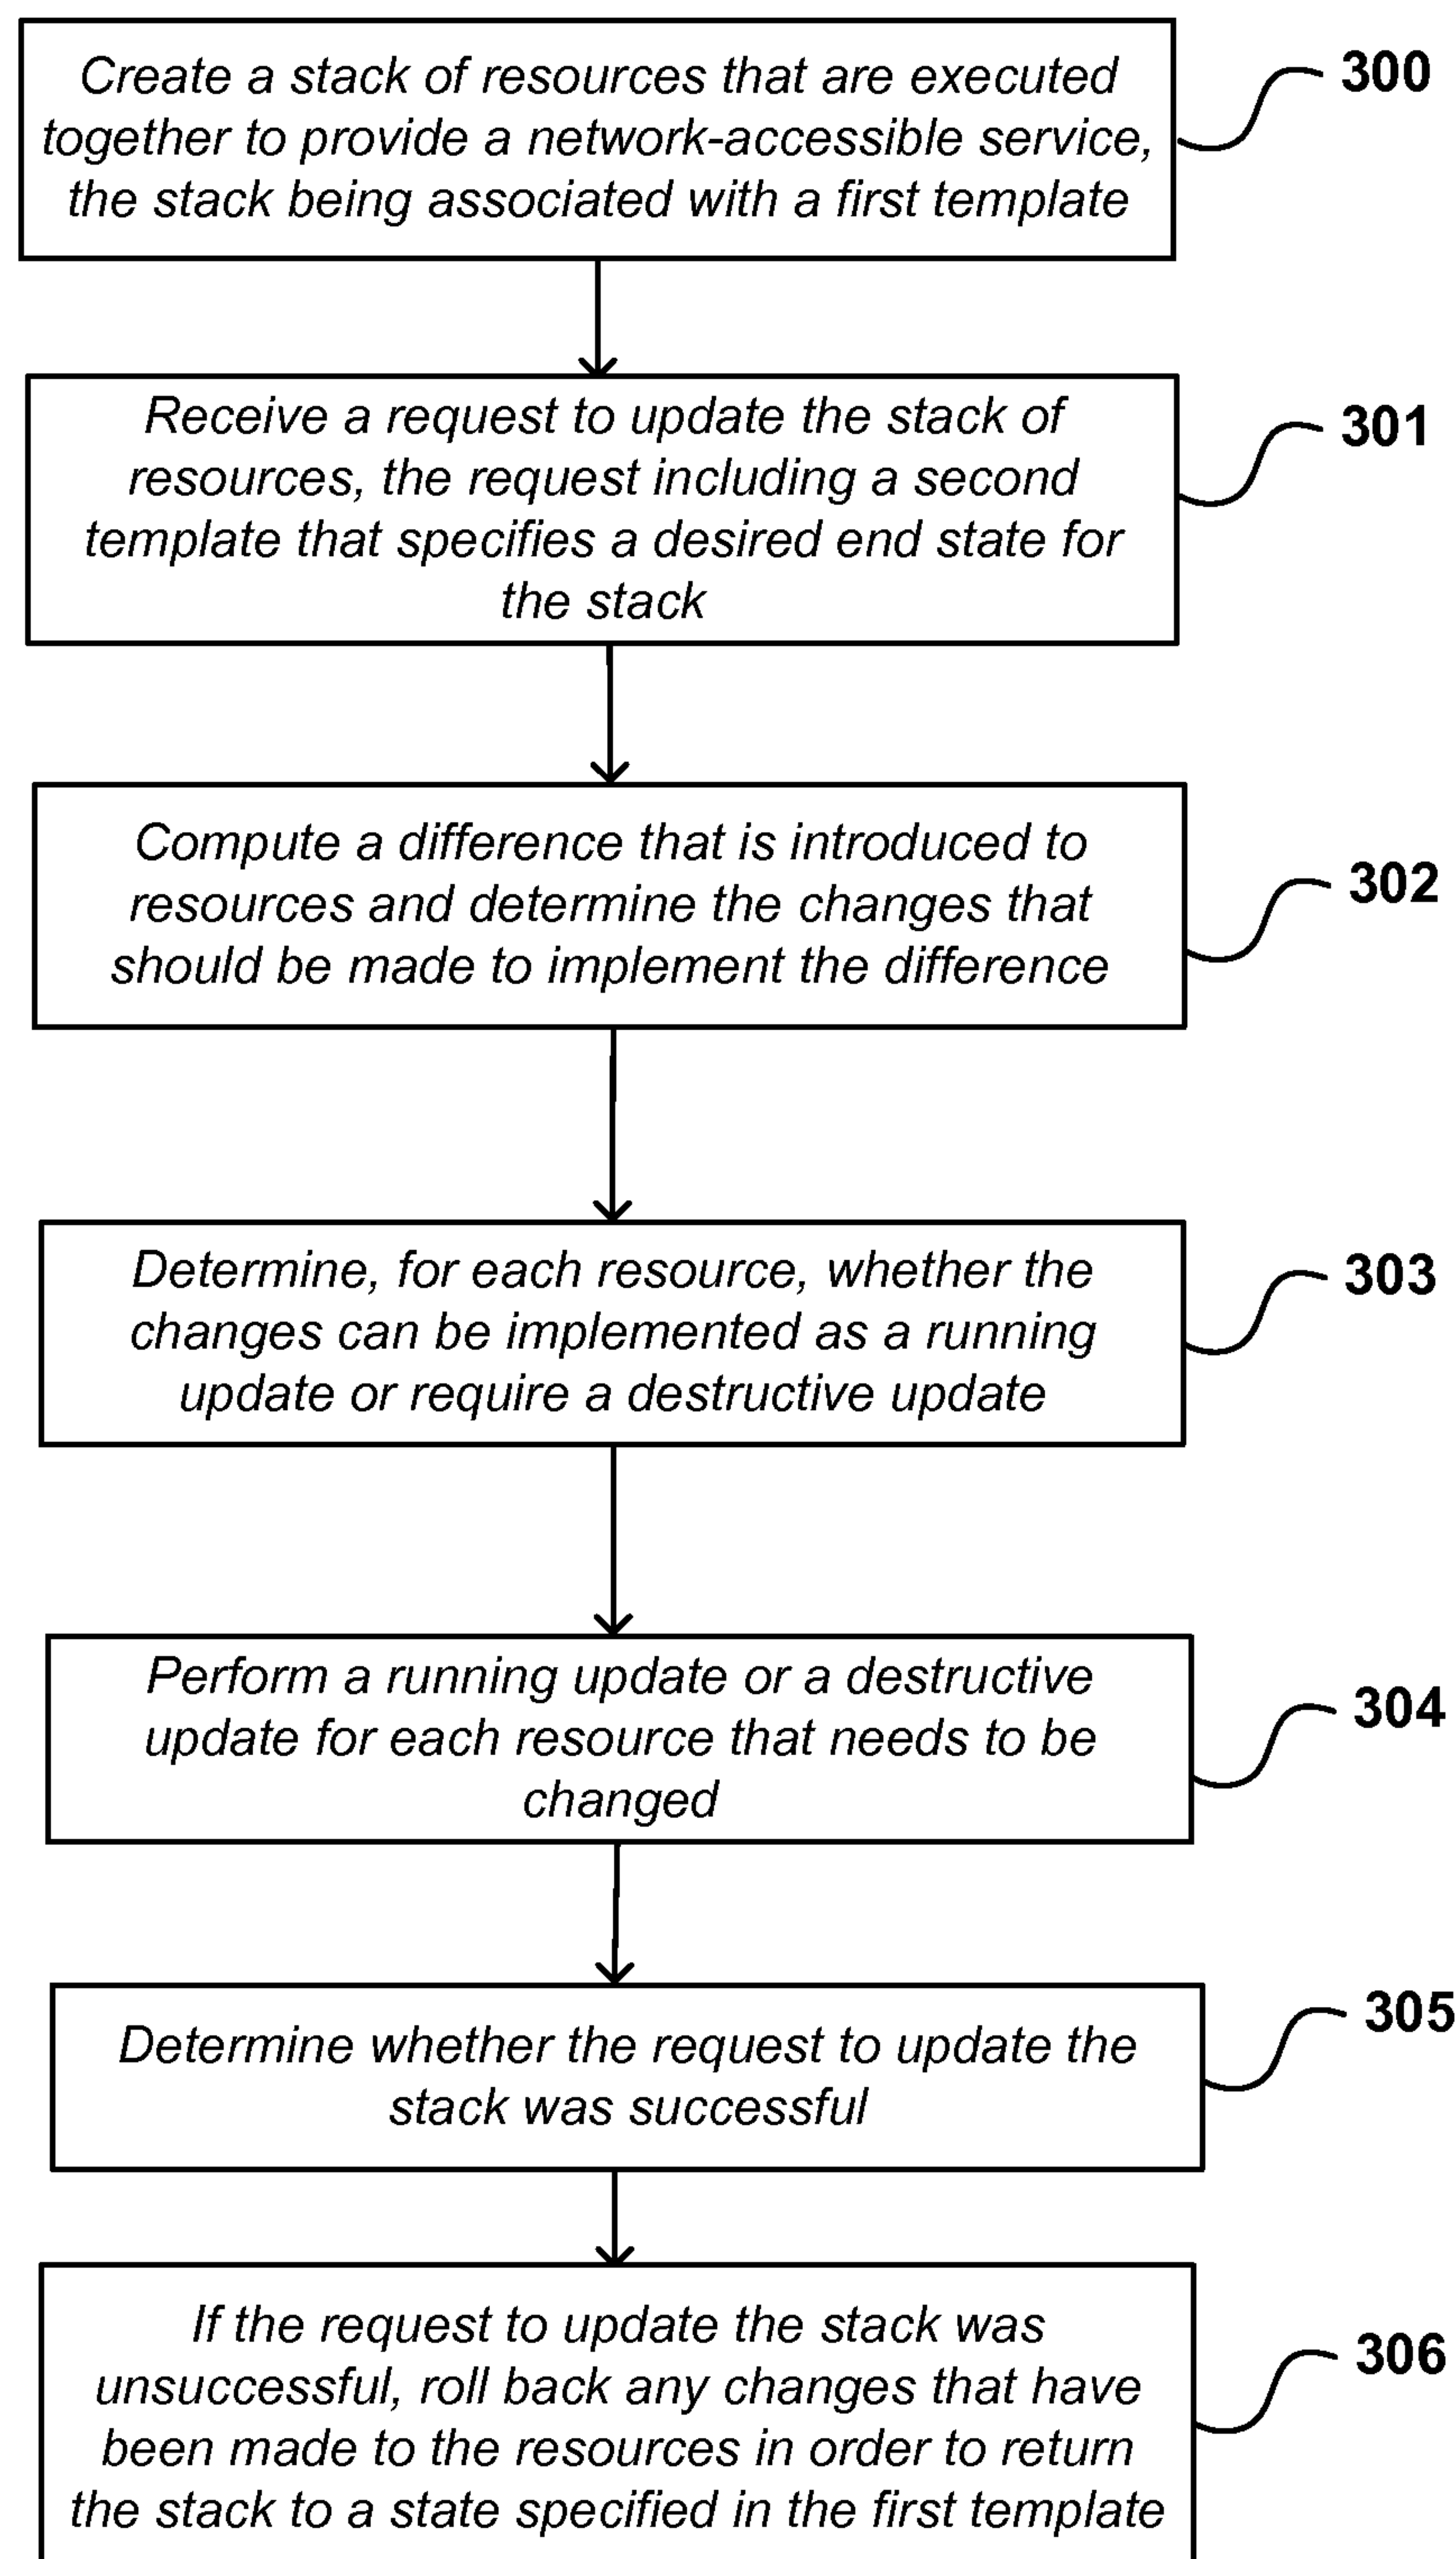 Create a stack of resources that are executed
together to provide a network-accessible service,
the stack being associated with a first template
300
Receive a request to update the stack of
resources, the request including a second
template that specifies a desired end state for
the stack
301
Compute a difference that is introduced to
resources and determine the changes that
should be made to implement the difference
302
Determine, for each resource, whether the
changes can be implemented as a running
update or require a destructive update
303
Perform a running update or a destructive
update for each resource that needs to be
changed
304
Determine whether the request to update the
stack was successful
305
If the request to update the stack was
unsuccessful, roll back any changes that have
been made to the resources in order to return
the stack to a state specified in the first template
306